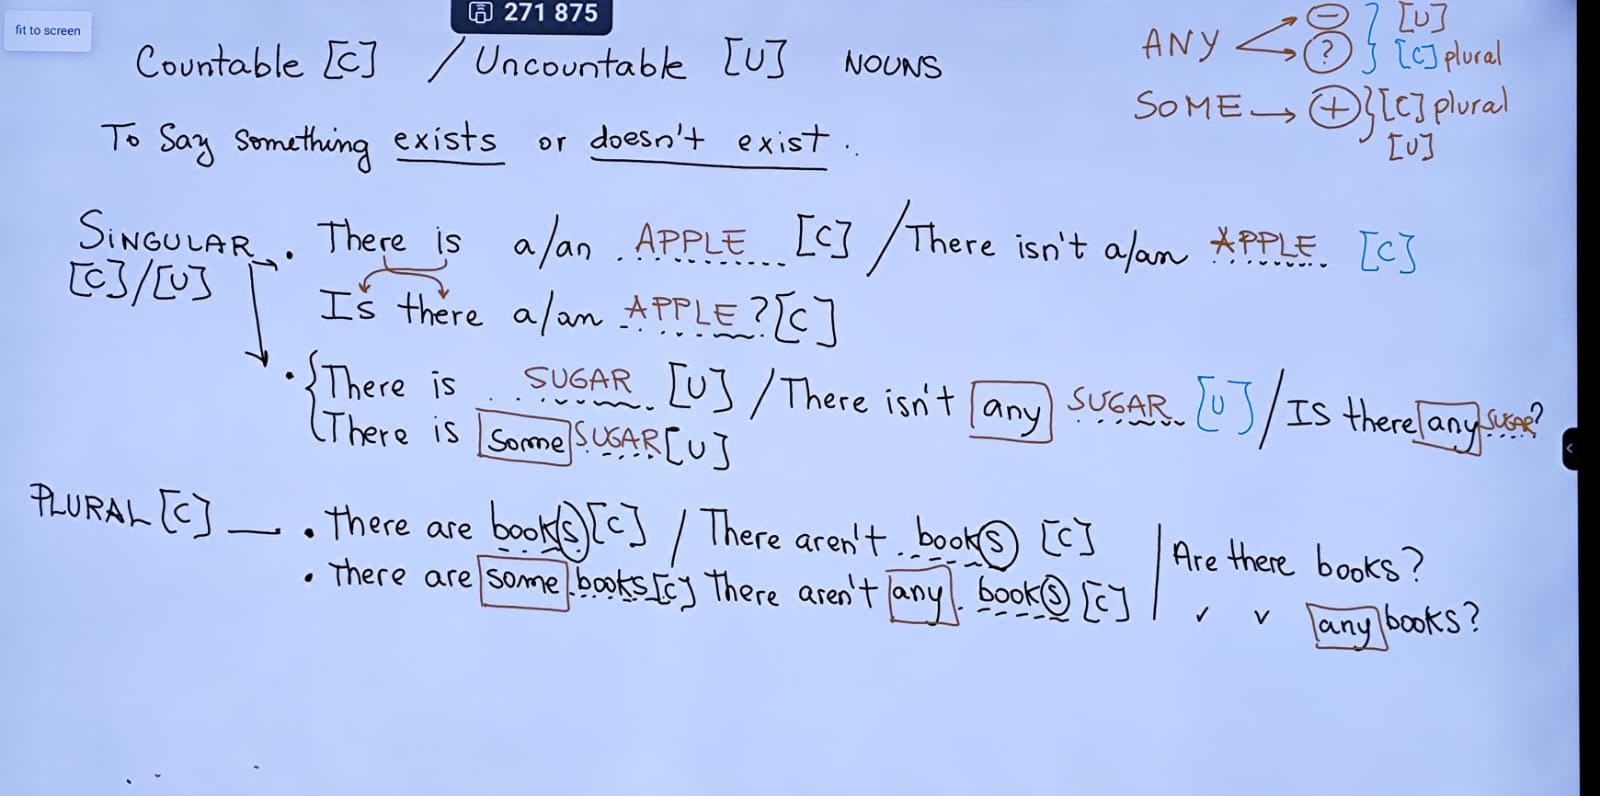 fit to screen
271 875
Countable [C] / Uncountable [U] NOUNS
ANY - ? } [U]
[C] plural
SOME → + } [C] plural
[U]
To Say Something exists or doesn't exist..
SINGULAR → . There is a/an APPLE [C] / There isn't a/an APPLE [C]
[C]/[U]
Is there a/an APPLE? [C]
. { There is SUGAR [U] / There isn't any SUGAR [U] / IS there any SUGAR?
There is Some SUGAR [U]
PLURAL [C] — . There are books [C] / There aren't books [C] | Are there books?
. There are some books [C] There aren't any books [C] | ✓ v any books?